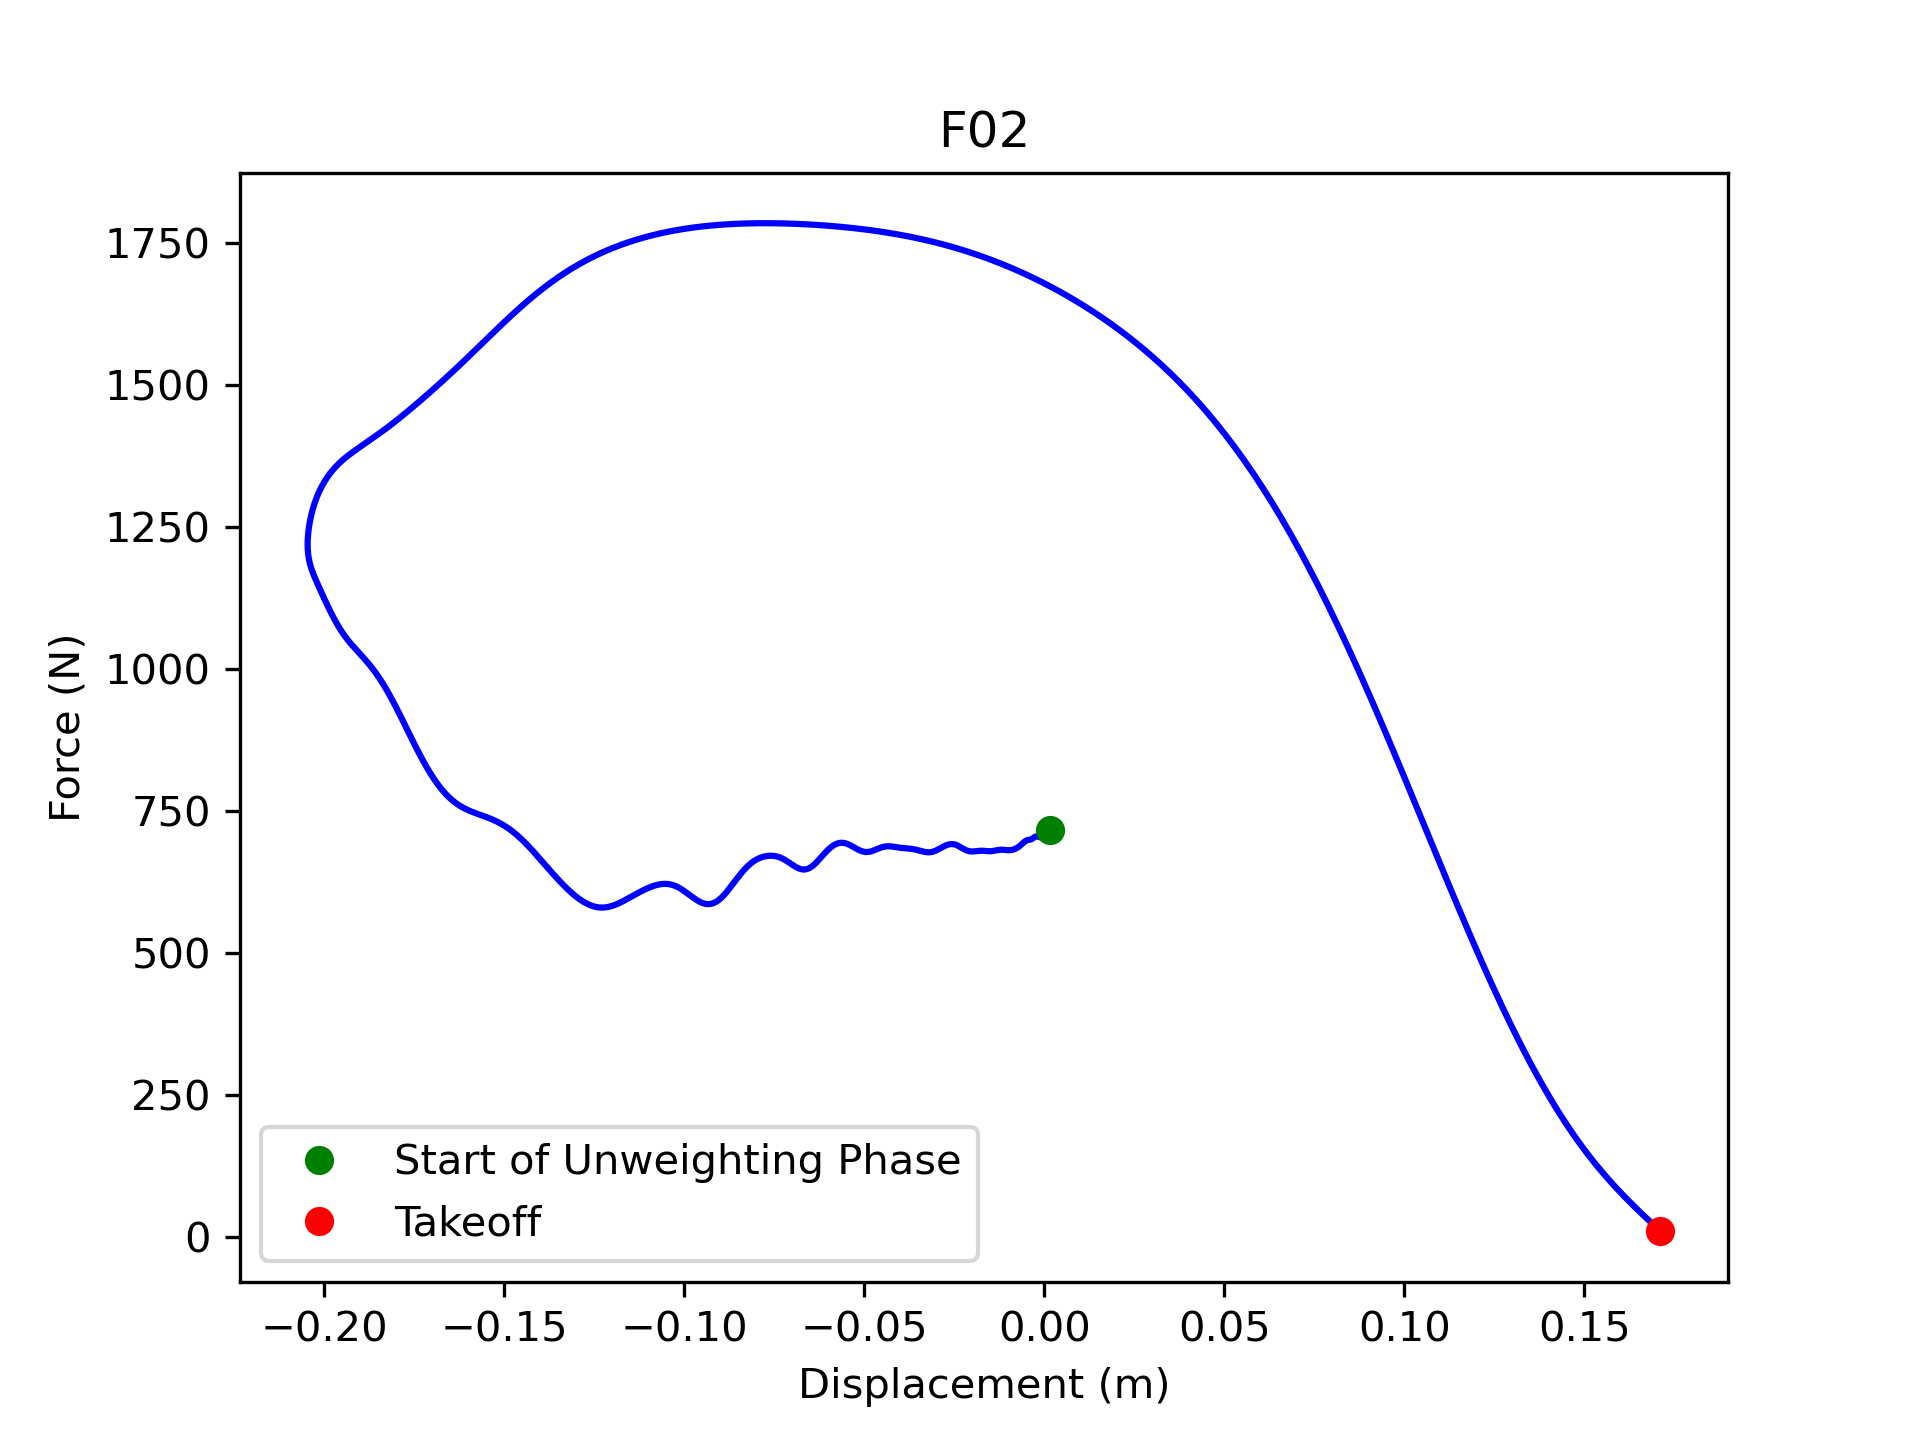 F02
1750
1500
1250
1000
750
500
250
0
Force (N)
Start of Unweighting Phase
Takeoff
−0.20 −0.15 −0.10 −0.05 0.00 0.05 0.10 0.15
Displacement (m)